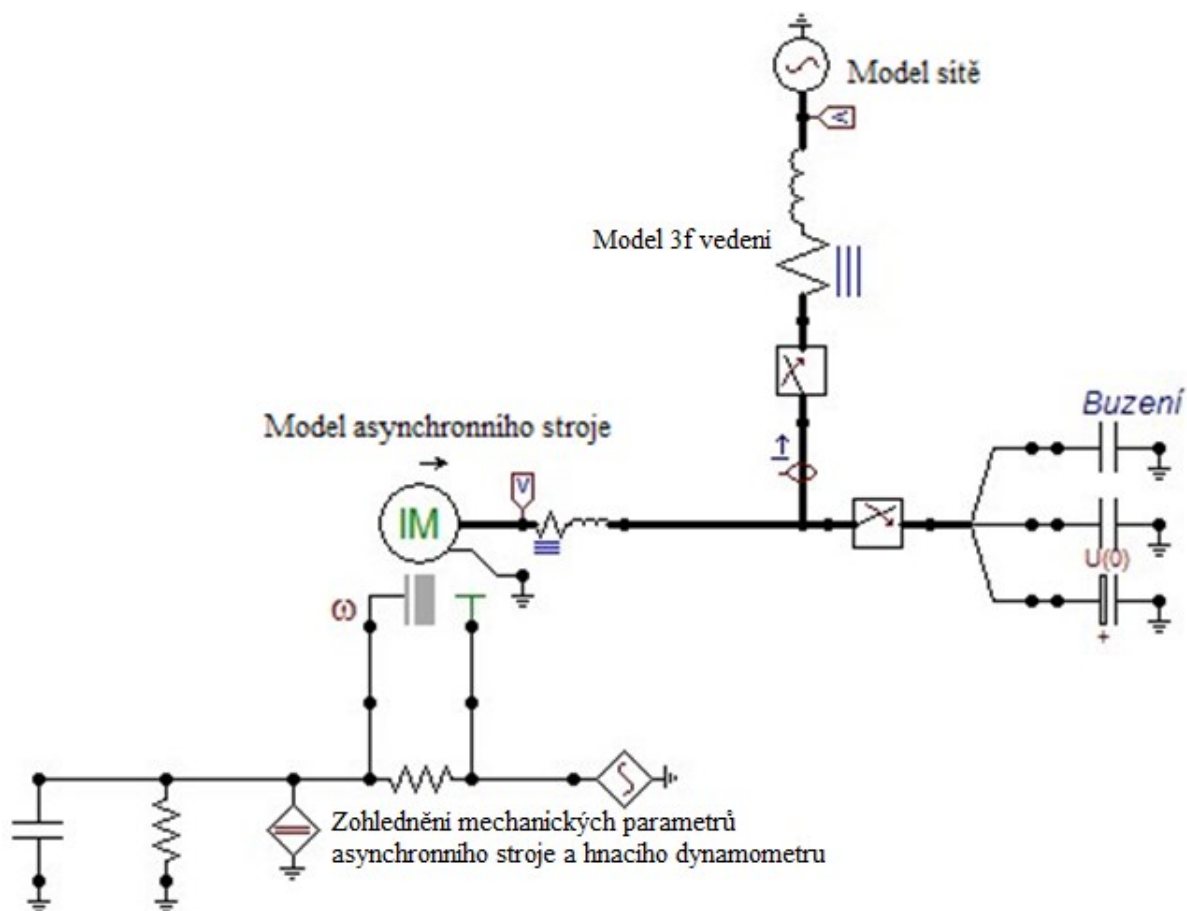 Model sítě
A
Model 3f vedení
Buzení
Model asynchronního stroje
I
V
IM
U(0)
+
ω
Zohlednění mechanických parametrů
asynchronního stroje a hnacího dynamometru